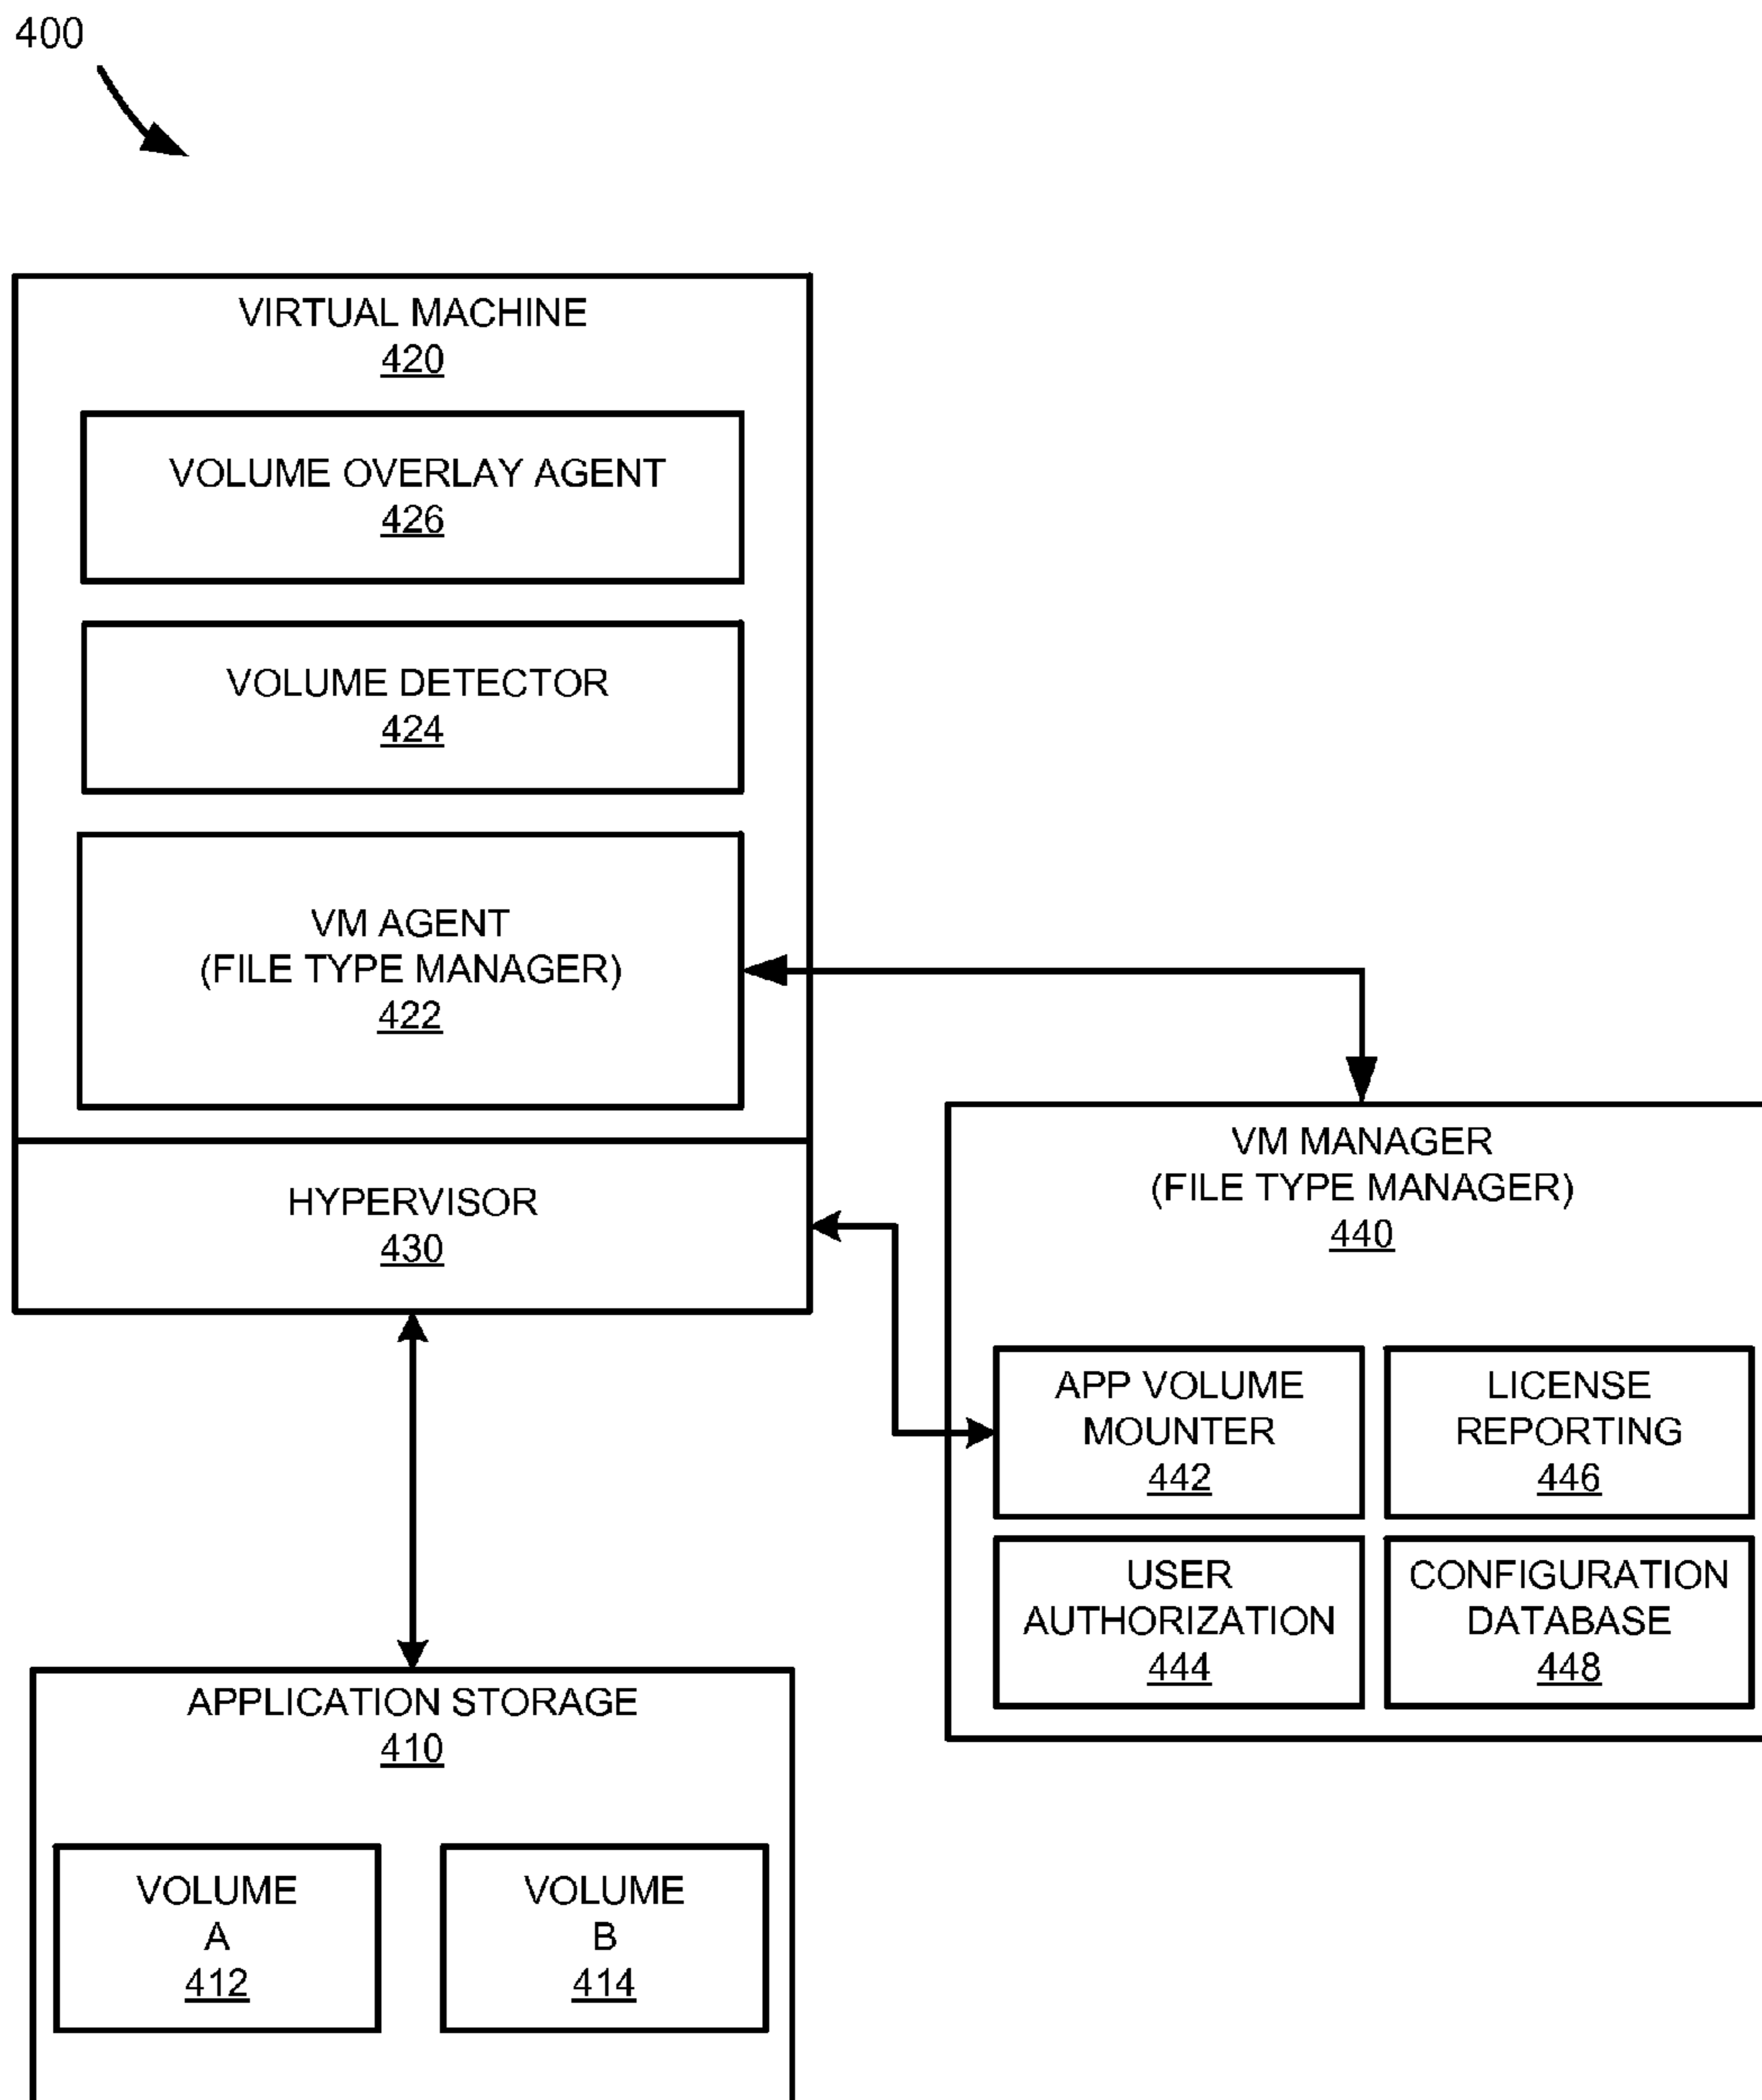 400
VIRTUAL MACHINE
420
VOLUME OVERLAY AGENT
426
VOLUME DETECTOR
424
VM AGENT
(FILE TYPE MANAGER)
422
HYPERVISOR
430
VM MANAGER
(FILE TYPE MANAGER)
440
APP VOLUME
MOUNTER
442
LICENSE
REPORTING
446
USER
AUTHORIZATION
444
CONFIGURATION
DATABASE
448
APPLICATION STORAGE
410
VOLUME
A
412
VOLUME
B
414